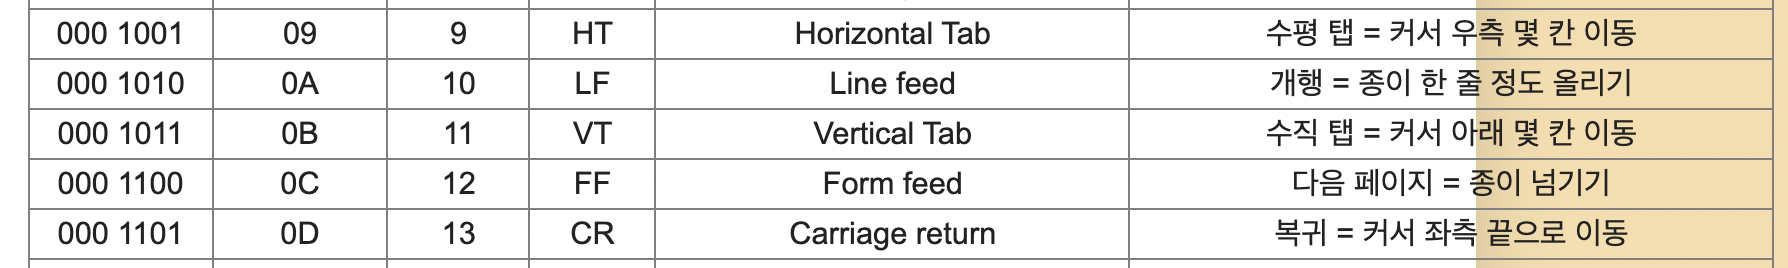 000 1001 09 9 HT Horizontal Tab 수평 탭 = 커서 우측 몇 칸 이동
000 1010 0A 10 LF Line feed 개행 = 종이 한 줄 정도 올리기
000 1011 0B 11 VT Vertical Tab 수직 탭 = 커서 아래 몇 칸 이동
000 1100 0C 12 FF Form feed 다음 페이지 = 종이 넘기기
000 1101 0D 13 CR Carriage return 복귀 = 커서 좌측 끝으로 이동